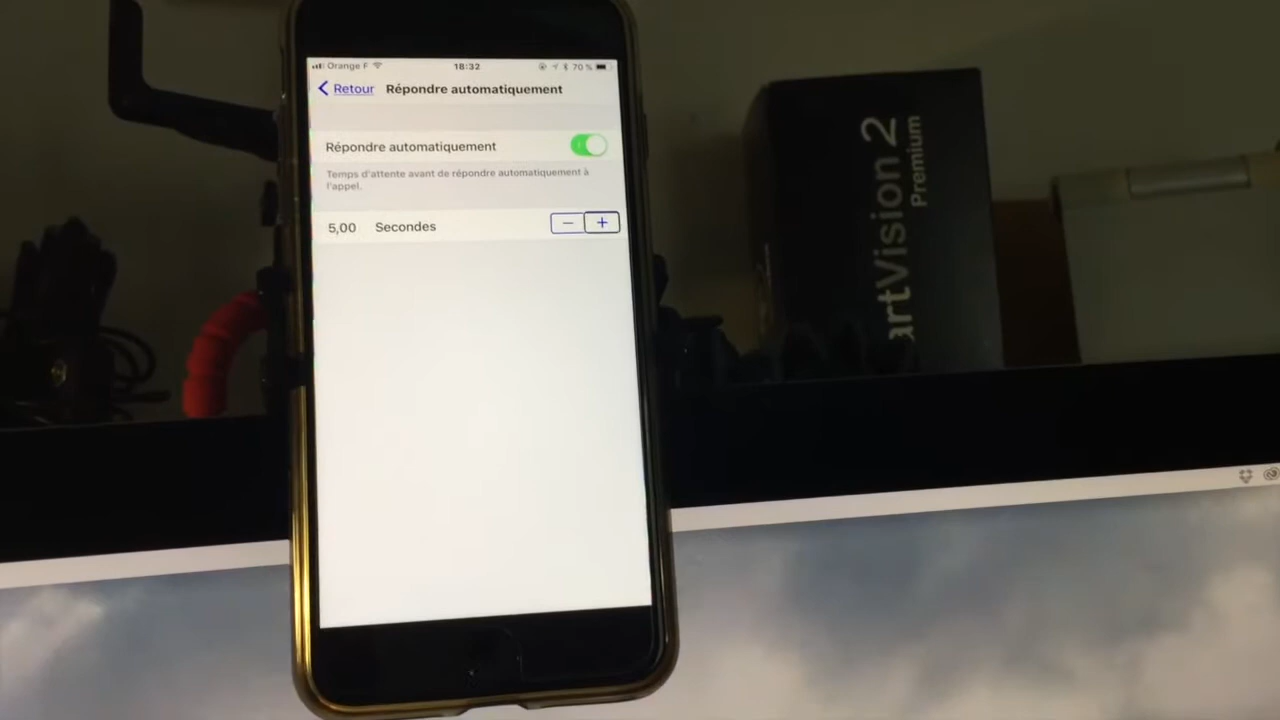 Orange F 18:32 70 %
Retour Répondre automatiquement
Répondre automatiquement
Temps d'attente avant de répondre automatiquement à
l'appel.
5,00 Secondes − +
artVision 2
Premium